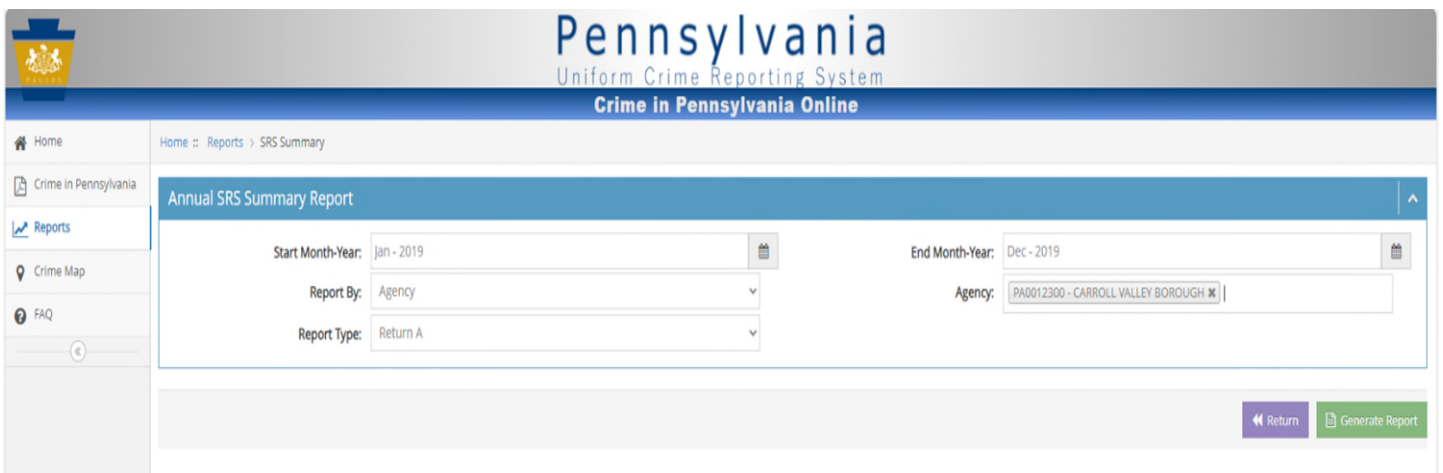 Pennsylvania
Uniform Crime Reporting System
Crime in Pennsylvania Online
PAUCRS
Home
Crime in Pennsylvania
Reports
Crime Map
FAQ
Home :: Reports > SRS Summary
Annual SRS Summary Report
Start Month-Year: Jan - 2019 End Month-Year: Dec - 2019
Report By: Agency Agency: PA0012300 - CARROLL VALLEY BOROUGH ✖
Report Type: Return A
Return Generate Report